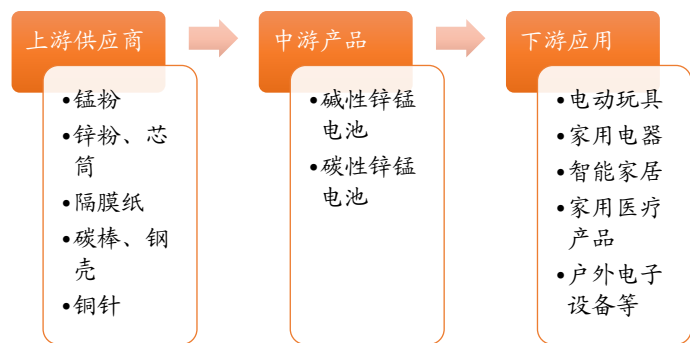 上游供应商
•锰粉
•锌粉、芯
筒
•隔膜纸
•碳棒、钢
壳
•铜针
中游产品
•碱性锌锰
电池
•碳性锌锰
电池
下游应用
•电动玩具
•家用电器
•智能家居
•家用医疗
产品
•户外电子
设备等